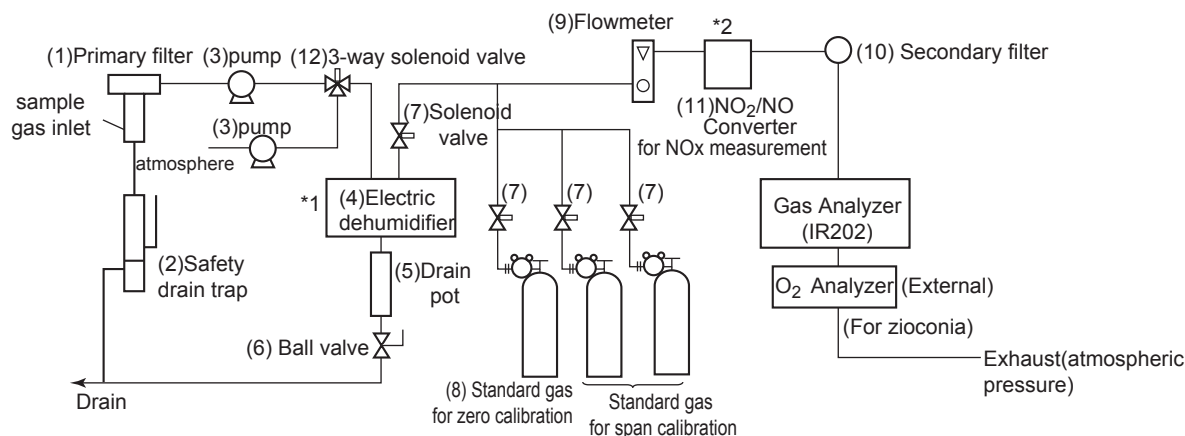 (9)Flowmeter
*2
(1)Primary filter
(3)pump
(12)3-way solenoid valve
(10) Secondary filter
sample
gas inlet
(3)pump
atmosphere
(7)Solenoid
valve
(11)NO2/NO
Converter
for NOx measurement
*1
(4)Electric
dehumidifier
(7)
(7)
(7)
Gas Analyzer
(IR202)
(2)Safety
drain trap
(5)Drain
pot
O2 Analyzer
(External)
(For zioconia)
(6) Ball valve
Exhaust(atmospheric
pressure)
Drain
(8) Standard gas
for zero calibration
Standard gas
for span calibration